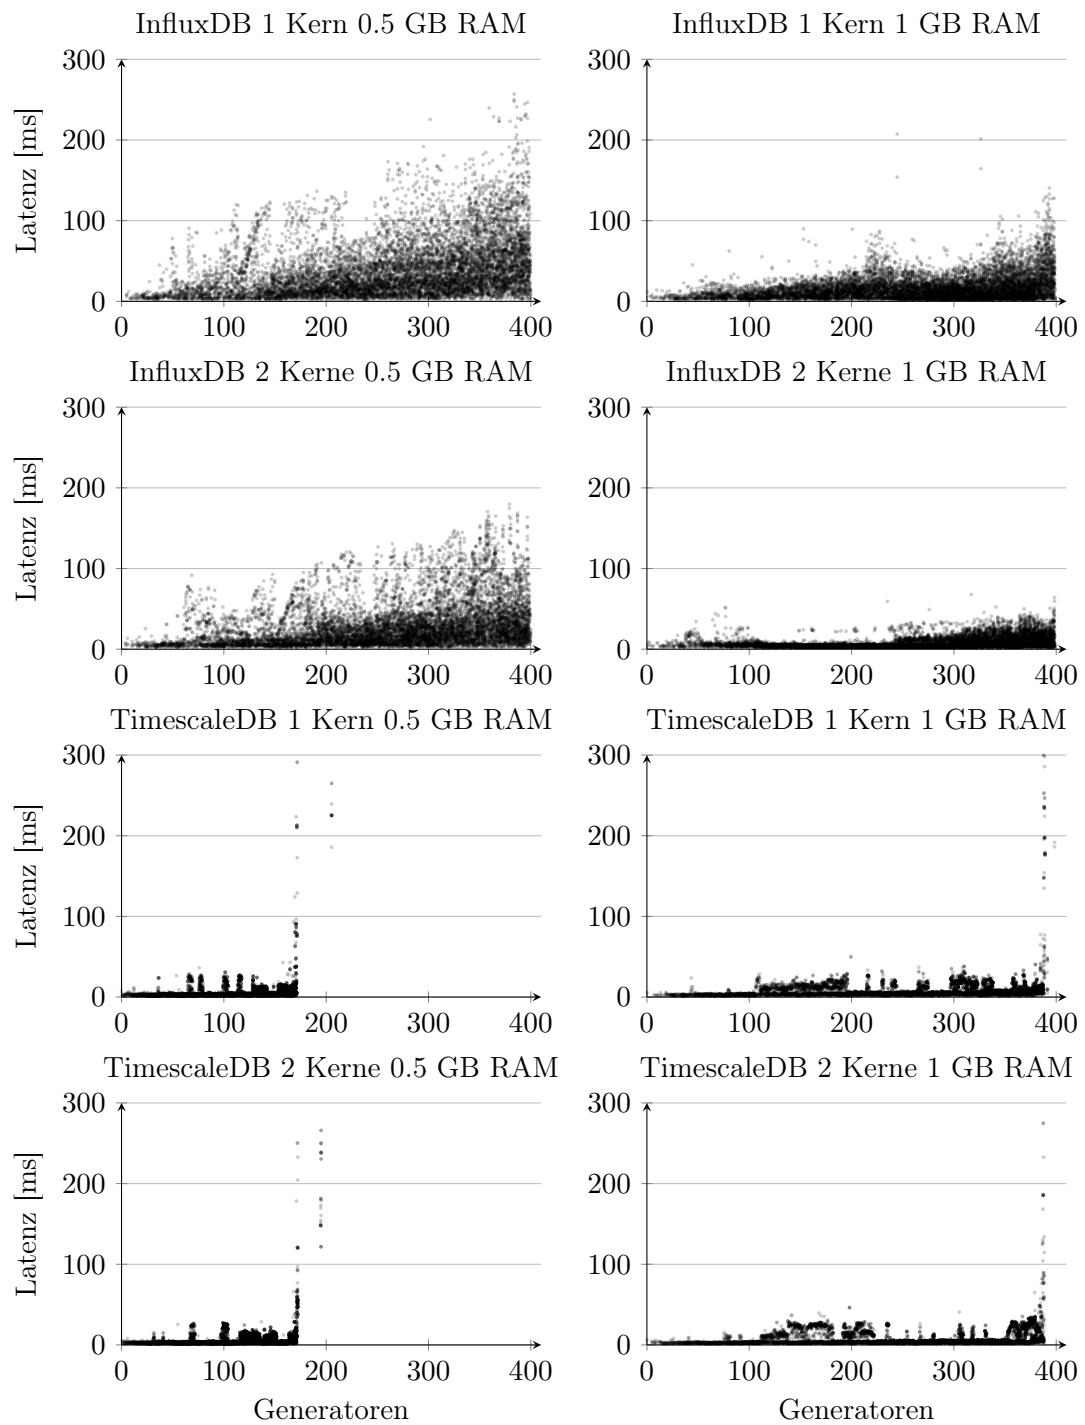 InfluxDB 1 Kern 0.5 GB RAM
300
200
100
0
Latenz [ms]
0 100 200 300 400
InfluxDB 1 Kern 1 GB RAM
300
200
100
0
0 100 200 300 400
InfluxDB 2 Kerne 0.5 GB RAM
300
200
100
0
Latenz [ms]
0 100 200 300 400
InfluxDB 2 Kerne 1 GB RAM
300
200
100
0
0 100 200 300 400
TimescaleDB 1 Kern 0.5 GB RAM
300
200
100
0
Latenz [ms]
0 100 200 300 400
TimescaleDB 1 Kern 1 GB RAM
300
200
100
0
0 100 200 300 400
TimescaleDB 2 Kerne 0.5 GB RAM
300
200
100
0
Latenz [ms]
0 100 200 300 400
Generatoren
TimescaleDB 2 Kerne 1 GB RAM
300
200
100
0
0 100 200 300 400
Generatoren